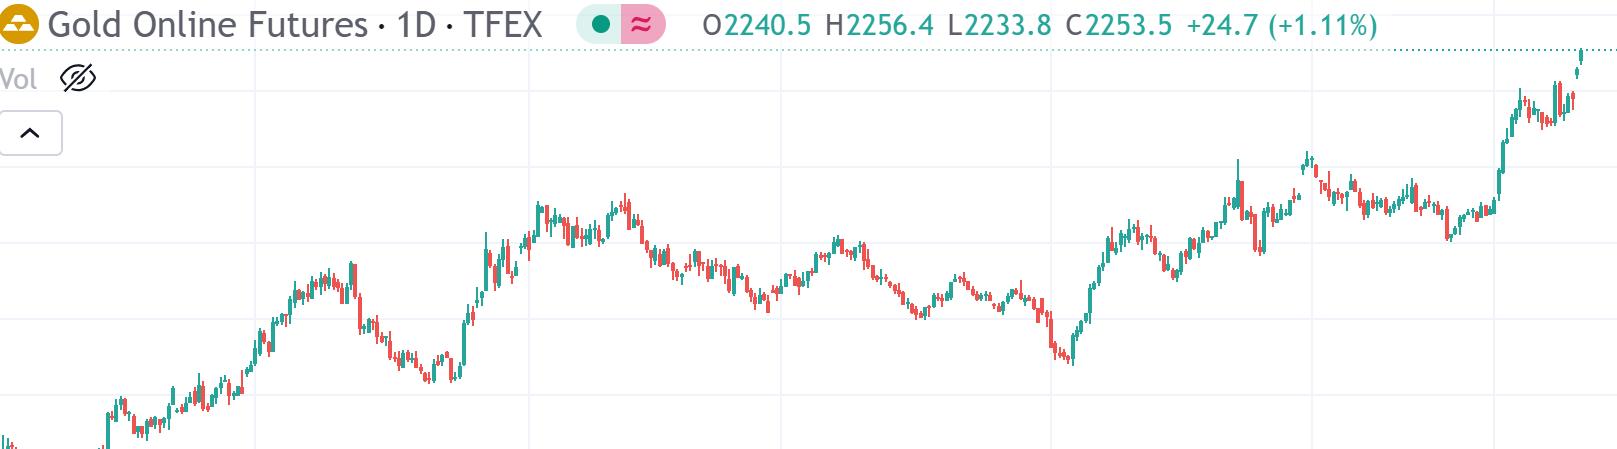 Gold Online Futures · 1D · TFEX O2240.5 H2256.4 L2233.8 C2253.5 +24.7 (+1.11%)
Vol